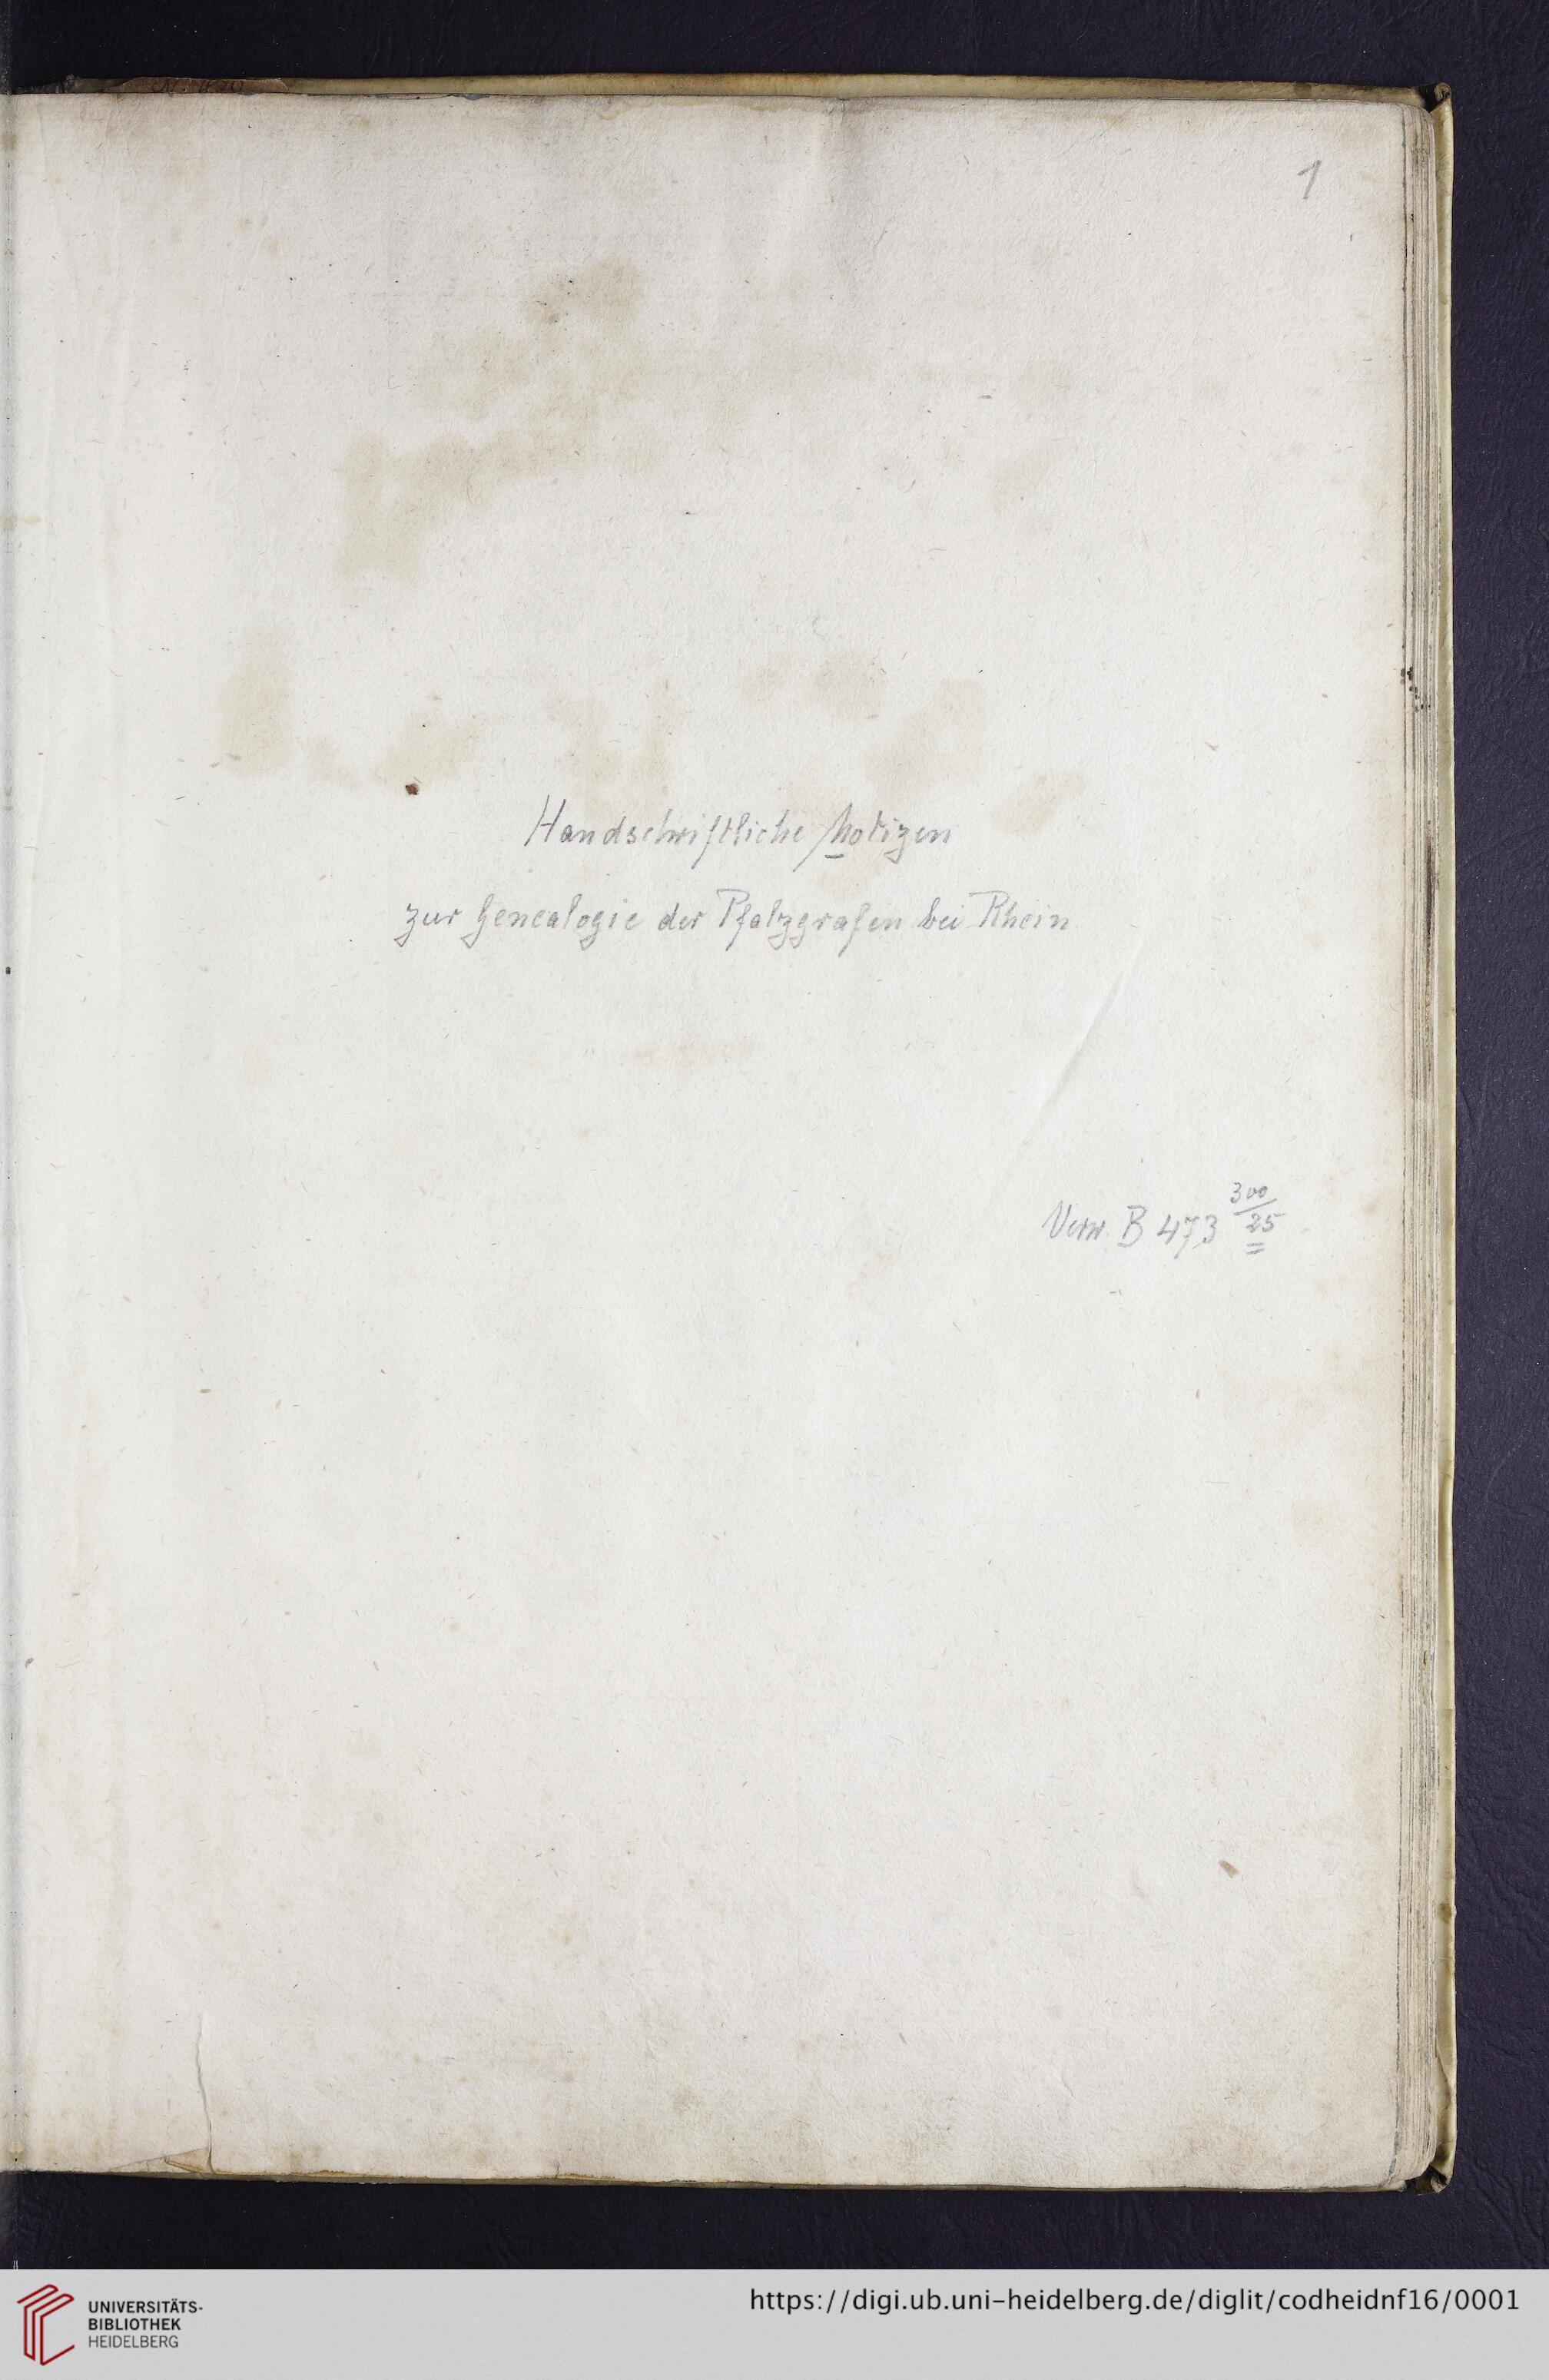 1
Handschriftliche Notizen
zur Genealogie der Pfalzgrafen bei Rhein
Verw. B 473 300/25
UNIVERSITÄTS-
BIBLIOTHEK
HEIDELBERG
https://digi.ub.uni-heidelberg.de/diglit/codheidnf16/0001